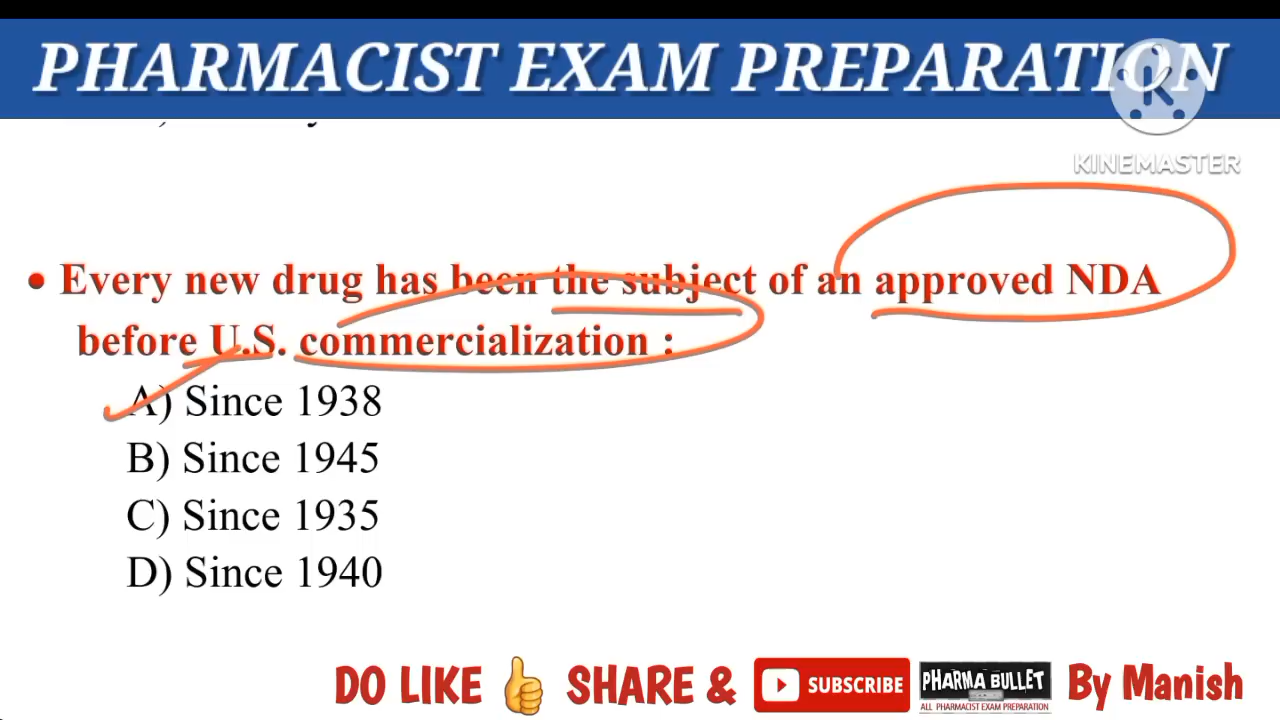 PHARMACIST EXAM PREPARATION
K
KINEMASTER
• Every new drug has been the subject of an approved NDA
before U.S. commercialization :
A) Since 1938
B) Since 1945
C) Since 1935
D) Since 1940
DO LIKE SHARE & SUBSCRIBE PHARMA BULLET By Manish
ALL PHARMACIST EXAM PREPARATION